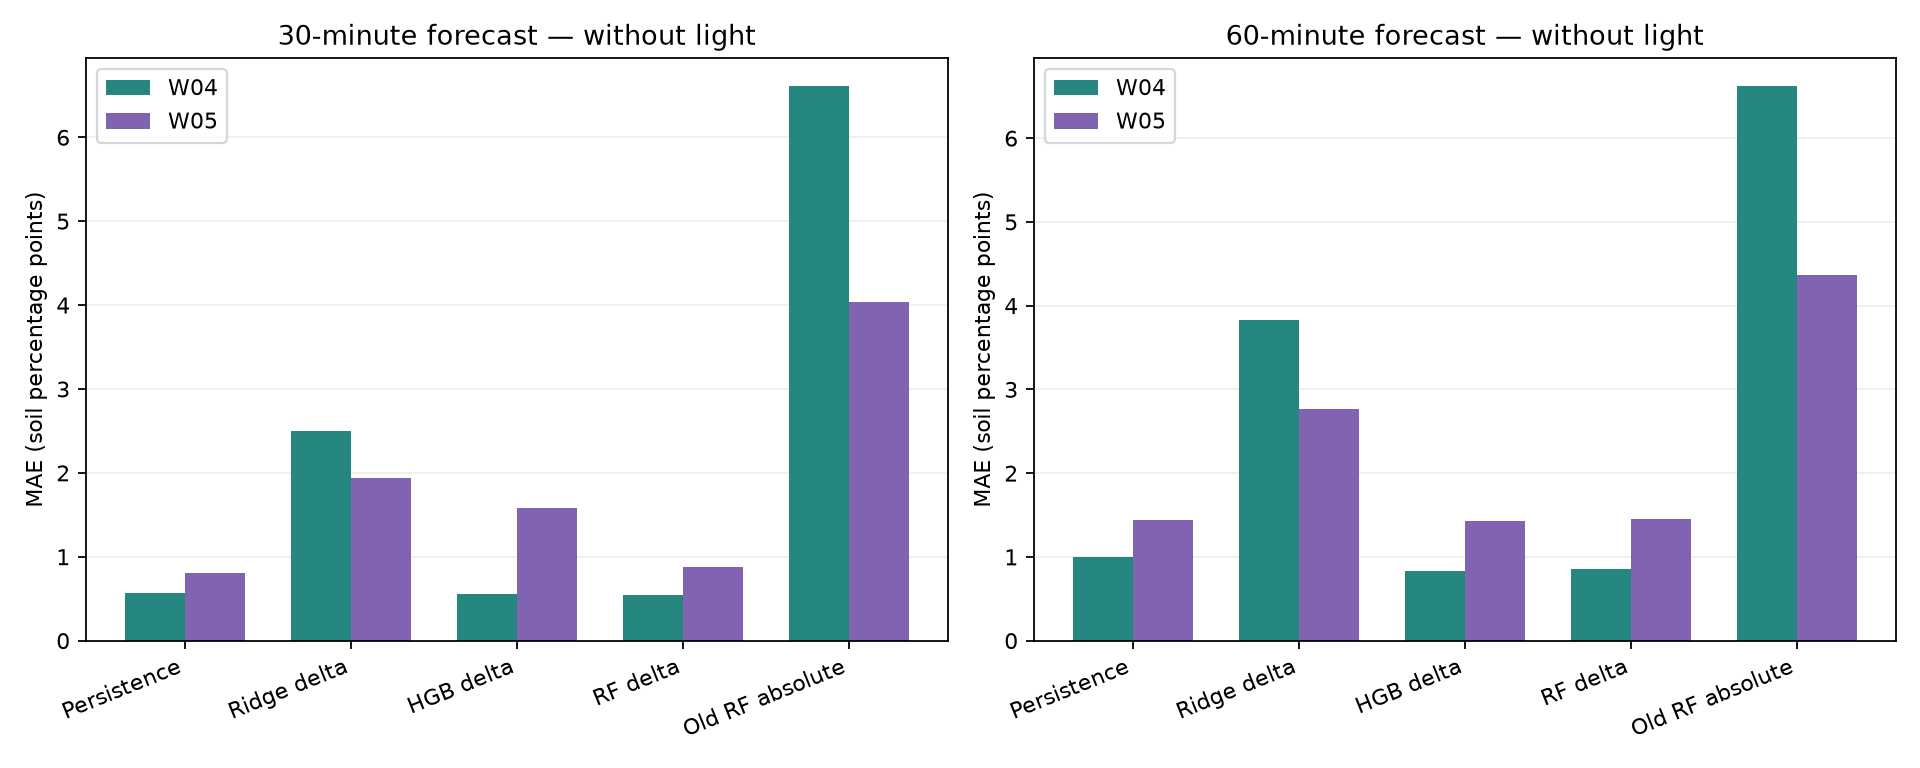 30-minute forecast — without light
W04
W05
MAE (soil percentage points)
6
5
4
3
2
1
0
Persistence
Ridge delta
HGB delta
RF delta
Old RF absolute
60-minute forecast — without light
W04
W05
MAE (soil percentage points)
6
5
4
3
2
1
0
Persistence
Ridge delta
HGB delta
RF delta
Old RF absolute